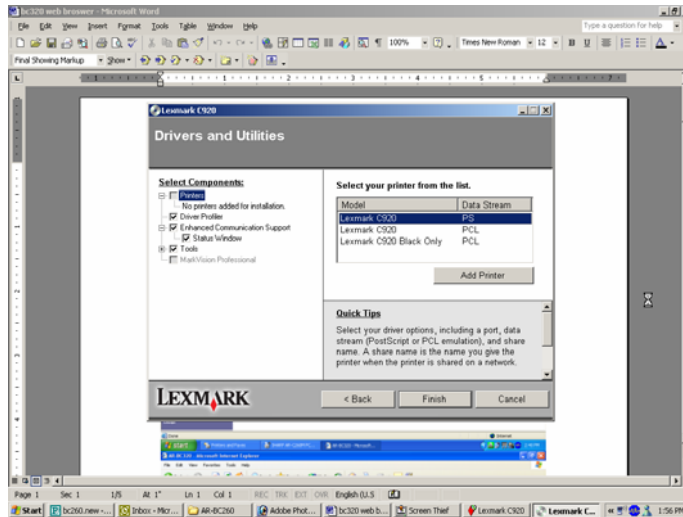 bc320 web broswer - Microsoft Word
File Edit View Insert Format Tools Table Window Help
Type a question for help
100% Times New Roman 12 B U
Final Showing Markup Show
Lexmark C920
Drivers and Utilities
Select Components:
Printers
No printers added for installation.
Driver Profiler
Enhanced Communication Support
Status Window
Tools
MarkVision Professional
Select your printer from the list.
Model Data Stream
Lexmark C920 PS
Lexmark C920 PCL
Lexmark C920 Black Only PCL
Add Printer
Quick Tips
Select your driver options, including a port, data
stream (PostScript or PCL emulation), and share
name. A share name is the name you give the
printer when the printer is shared on a network.
LEXMARK
< Back Finish Cancel
Page 1 Sec 1 1/5 At 1" Ln 1 Col 1 REC TRK EXT OVR English (U.S
Start bc260.new -... Inbox - Micr... AR-BC260 Adobe Phot... bc320 web b... Screen Thief Lexmark C920 Lexmark C... 1:56 PM